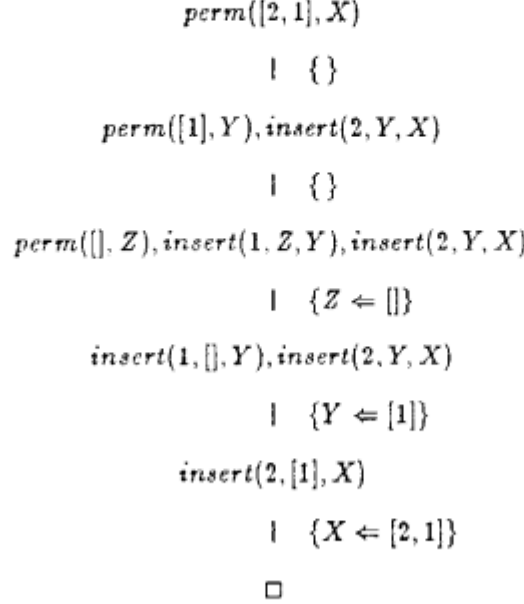 perm([2, 1], X)
| { }
perm([1], Y), insert(2, Y, X)
| { }
perm([], Z), insert(1, Z, Y), insert(2, Y, X)
| {Z ⇐ []}
insert(1, [], Y), insert(2, Y, X)
| {Y ⇐ [1]}
insert(2, [1], X)
| {X ⇐ [2, 1]}
□